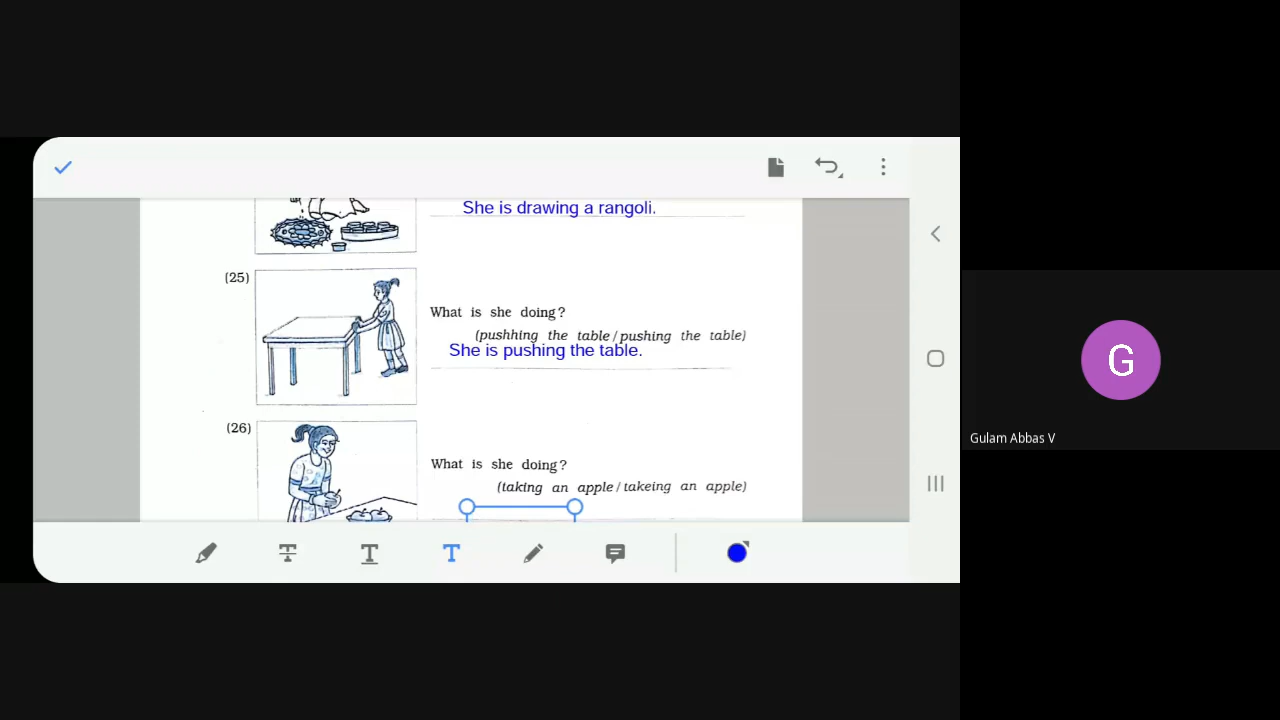 She is drawing a rangoli.
(25)
What is she doing?
(pushhing the table/pushing the table)
She is pushing the table.
(26)
What is she doing?
(taking an apple/takeing an apple)
T
T
T
G
Gulam Abbas V